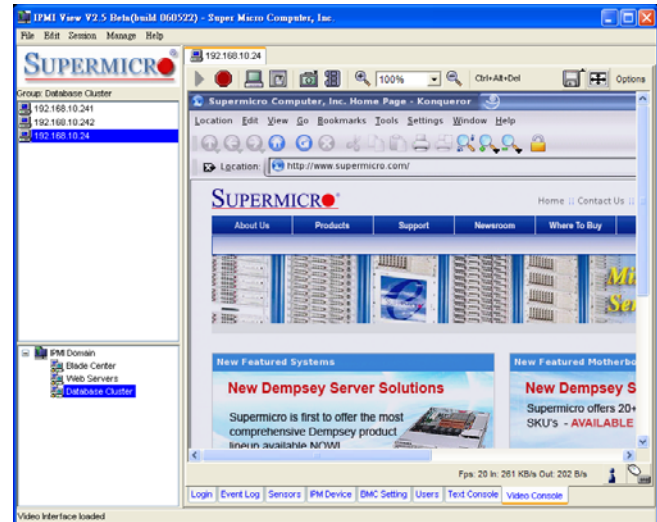 IPMI View V2.5 Beta(build 060522) - Super Micro Computer, Inc.
File Edit Session Manage Help
SUPERMICRO
Group: Database Cluster
192.168.10.241
192.168.10.242
192.168.10.24
IPMI Domain
Blade Center
Web Servers
Database Cluster
192.168.10.24
100%
Ctrl+Alt+Del
Options
Supermicro Computer, Inc. Home Page - Konqueror
Location Edit View Go Bookmarks Tools Settings Window Help
Location: http://www.supermicro.com/
SUPERMICRO
Home :: Contact Us ::
About Us Products Support Newsroom Where To Buy
Mi
Ser
New Featured Systems
New Dempsey Server Solutions
Supermicro is first to offer the most
comprehensive Dempsey product
lineup available NOW!
New Featured Motherbo
New Dempsey S
Supermicro offers 20+
SKU's - AVAILABLE
Fps: 20 In: 261 KB/s Out: 202 B/s
Login Event Log Sensors IPMI Device BMC Setting Users Text Console Video Console
Video Interface loaded